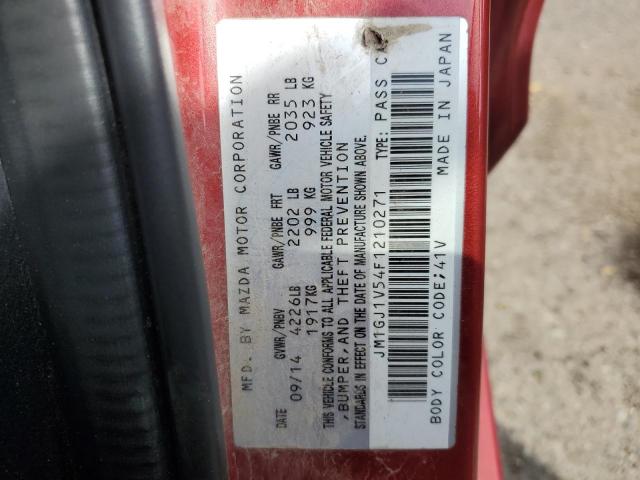 MFD. BY MAZDA MOTOR CORPORATION
DATE GVWR/PNBV GAWR/PNBE FRT GAWR/PNBE RR
09/14 4226LB 2202 LB 2035 LB
1917KG 999 KG 923 KG
THIS VEHICLE CONFORMS TO ALL APPLICABLE FEDERAL MOTOR VEHICLE SAFETY
,BUMPER, AND THEFT PREVENTION
STANDARDS IN EFFECT ON THE DATE OF MANUFACTURE SHOWN ABOVE.
JM1GJ1V54F1210271 TYPE: PASS C
BODY COLOR CODE;41V MADE IN JAPAN